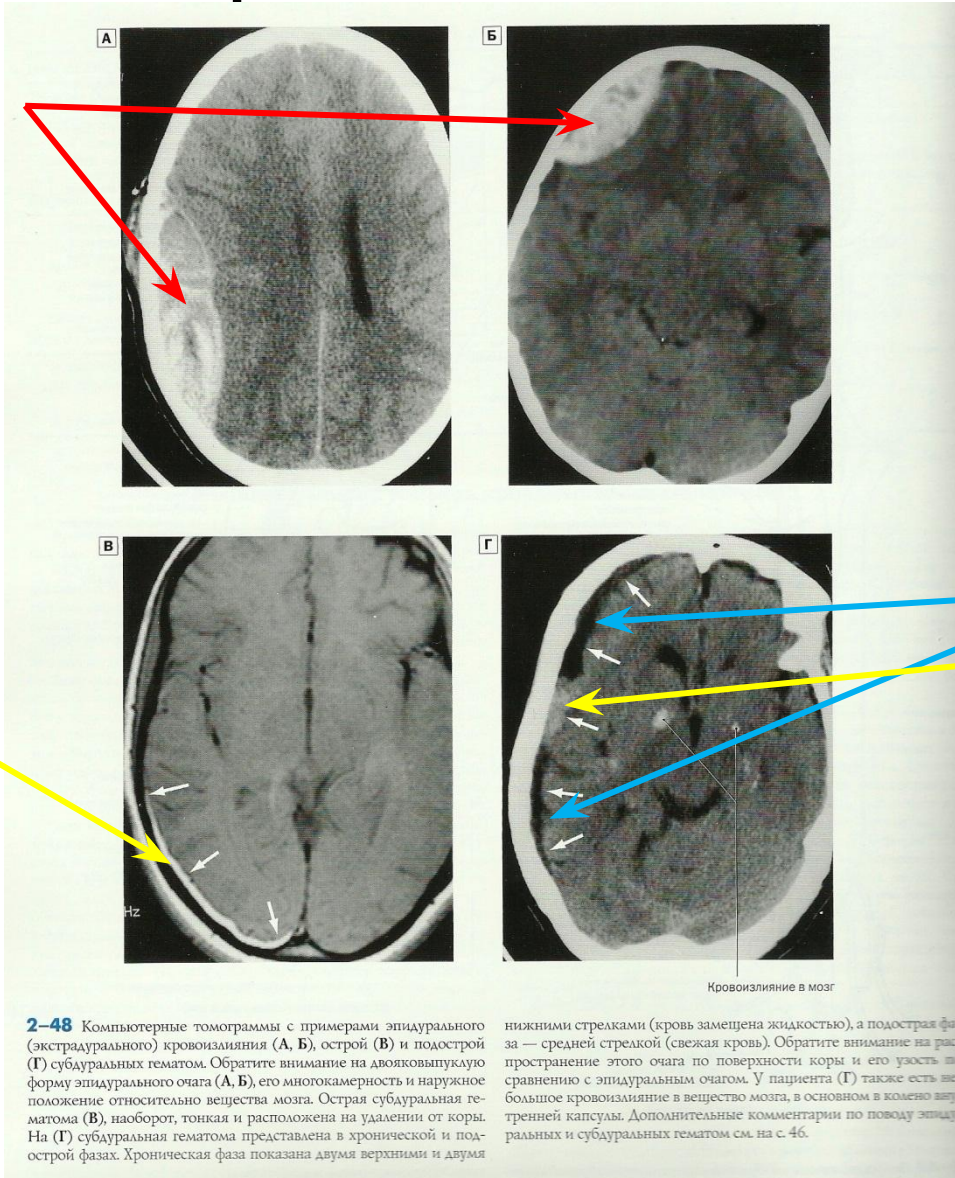 А
Б
В
Г
Hz
Кровоизлияние в мозг
2–48 Компьютерные томограммы с примерами эпидурального
(экстрадурального) кровоизлияния (А, Б), острой (В) и подострой
(Г) субдуральных гематом. Обратите внимание на двояковыпуклую
форму эпидурального очага (А, Б), его многокамерность и наружное
положение относительно вещества мозга. Острая субдуральная ге-
матома (В), наоборот, тонкая и расположена на удалении от коры.
На (Г) субдуральная гематома представлена в хронической и под-
острой фазах. Хроническая фаза показана двумя верхними и двумя
нижними стрелками (кровь замещена жидкостью), а подострая
за — средней стрелкой (свежая кровь). Обратите внимание на
пространение этого очага по поверхности коры и его узость
сравнению с эпидуральным очагом. У пациента (Г) также есть
большое кровоизлияние в вещество мозга, в основном в колено
тренней капсулы. Дополнительные комментарии по поводу
ральных и субдуральных гематом см. на с. 46.